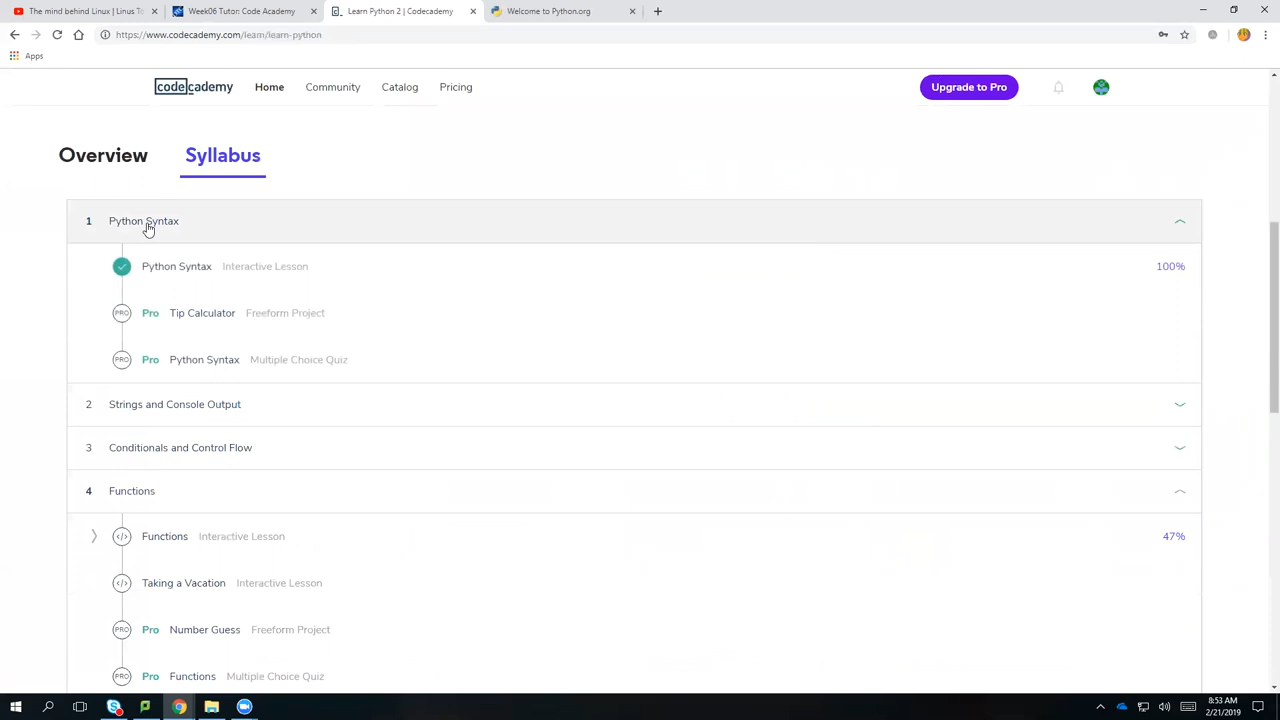 The mind behind Linux | Linus To
Week06 Tutor: Code Academy
Learn Python 2 | Codecademy
Welcome to Python.org
https://www.codecademy.com/learn/learn-python
Apps
codecademy Home Community Catalog Pricing Upgrade to Pro
Overview Syllabus
1 Python Syntax
Python Syntax Interactive Lesson 100%
PRO Pro Tip Calculator Freeform Project
PRO Pro Python Syntax Multiple Choice Quiz
2 Strings and Console Output
3 Conditionals and Control Flow
4 Functions
Functions Interactive Lesson 47%
Taking a Vacation Interactive Lesson
PRO Pro Number Guess Freeform Project
PRO Pro Functions Multiple Choice Quiz
8:53 AM
2/21/2019